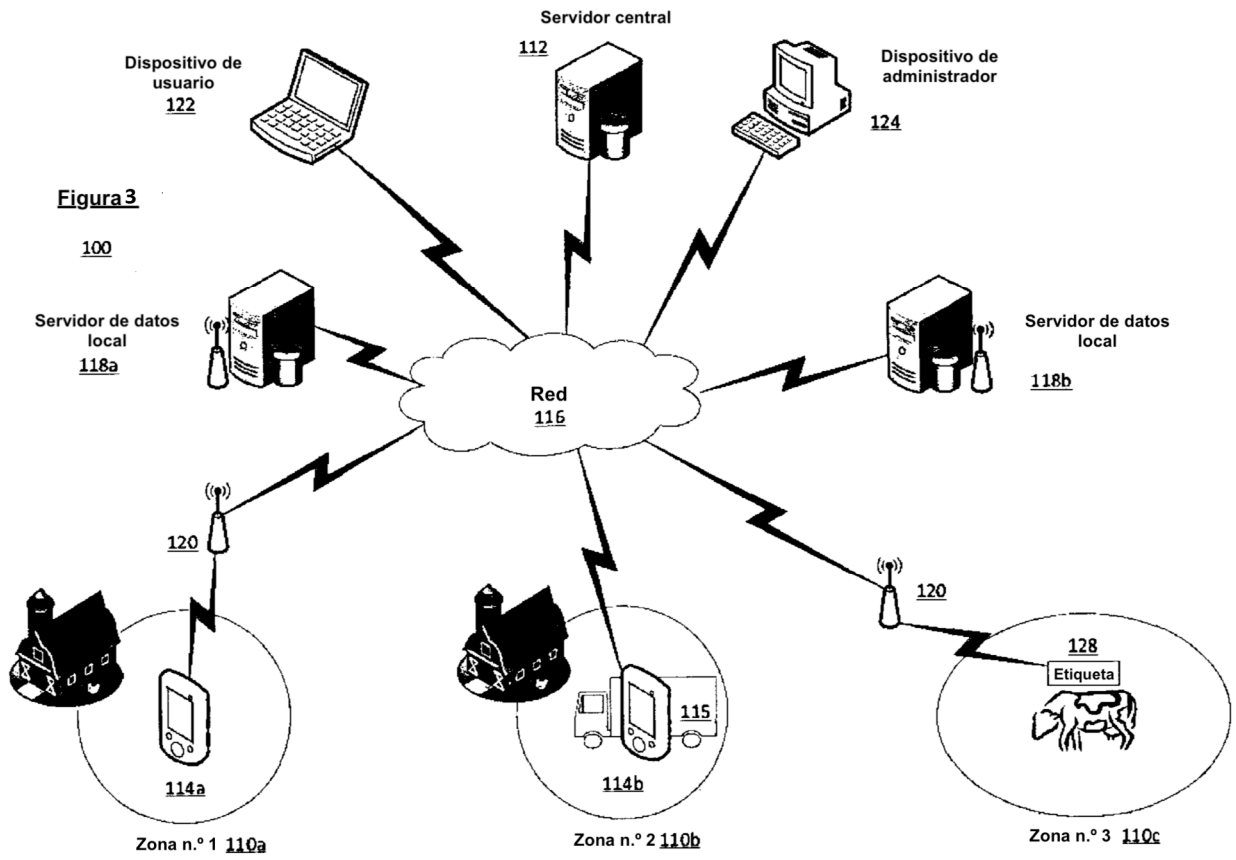 Servidor central
112
Dispositivo de
usuario
122
Dispositivo de
administrador
124
Figura3
100
Servidor de datos
local
118a
Servidor de datos
local
118b
Red
116
120
120
128
Etiqueta
115
114a
114b
Zona n.º 1 110a
Zona n.º 2 110b
Zona n.º 3 110c